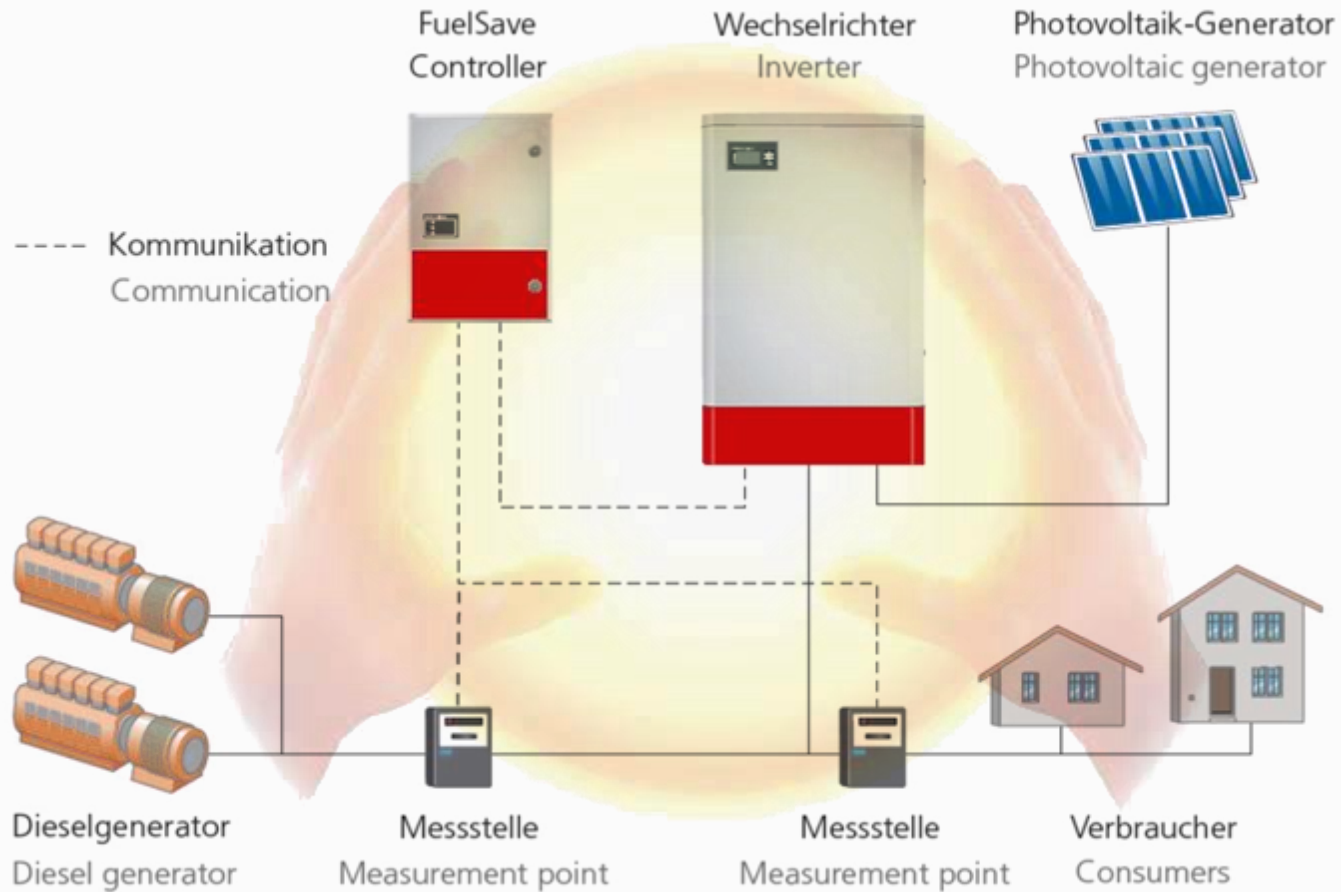 FuelSave
Controller
Wechselrichter
Inverter
Photovoltaik-Generator
Photovoltaic generator
Kommunikation
Communication
Dieselgenerator
Diesel generator
Messstelle
Measurement point
Messstelle
Measurement point
Verbraucher
Consumers